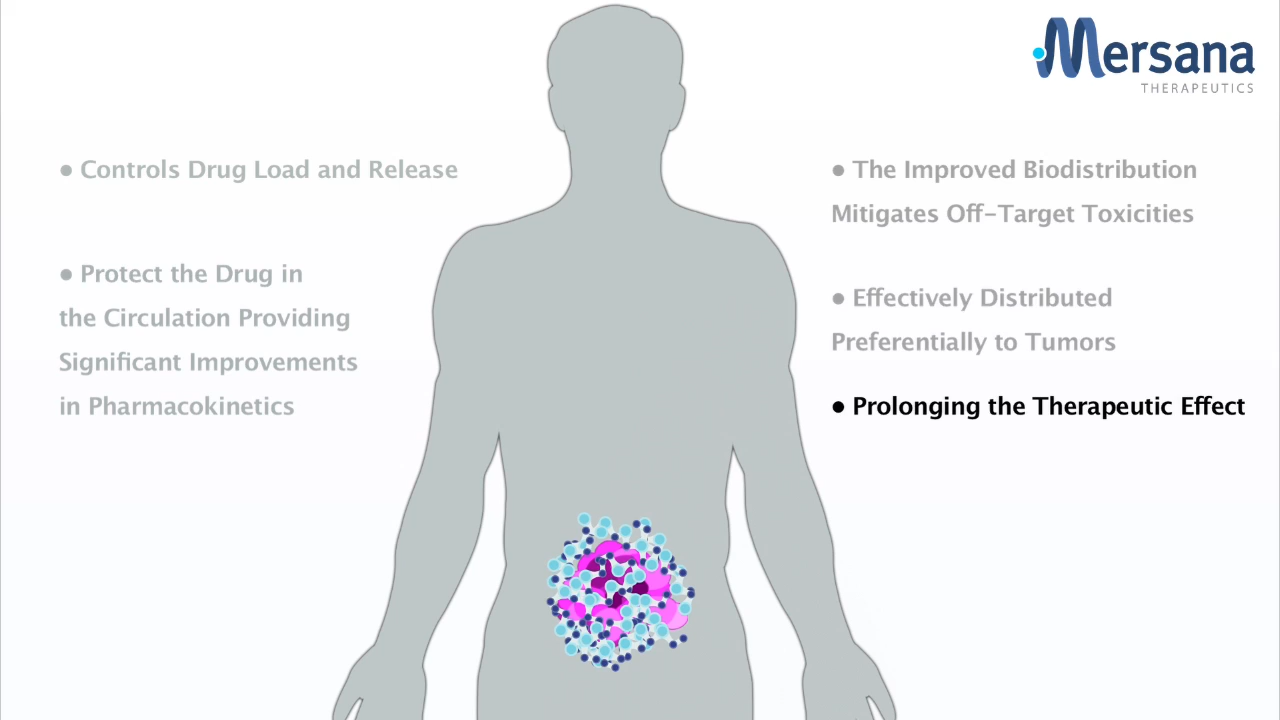 Mersana
THERAPEUTICS
● Controls Drug Load and Release
● Protect the Drug in
the Circulation Providing
Significant Improvements
in Pharmacokinetics
● The Improved Biodistribution
Mitigates Off-Target Toxicities
● Effectively Distributed
Preferentially to Tumors
● Prolonging the Therapeutic Effect